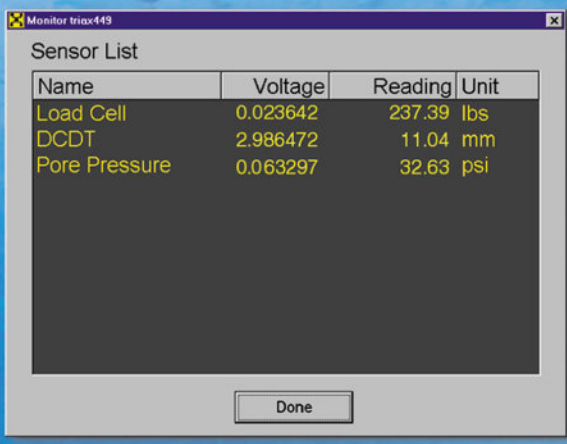 Monitor triax449
Sensor List
Name Voltage Reading Unit
Load Cell 0.023642 237.39 lbs
DCDT 2.986472 11.04 mm
Pore Pressure 0.063297 32.63 psi
Done